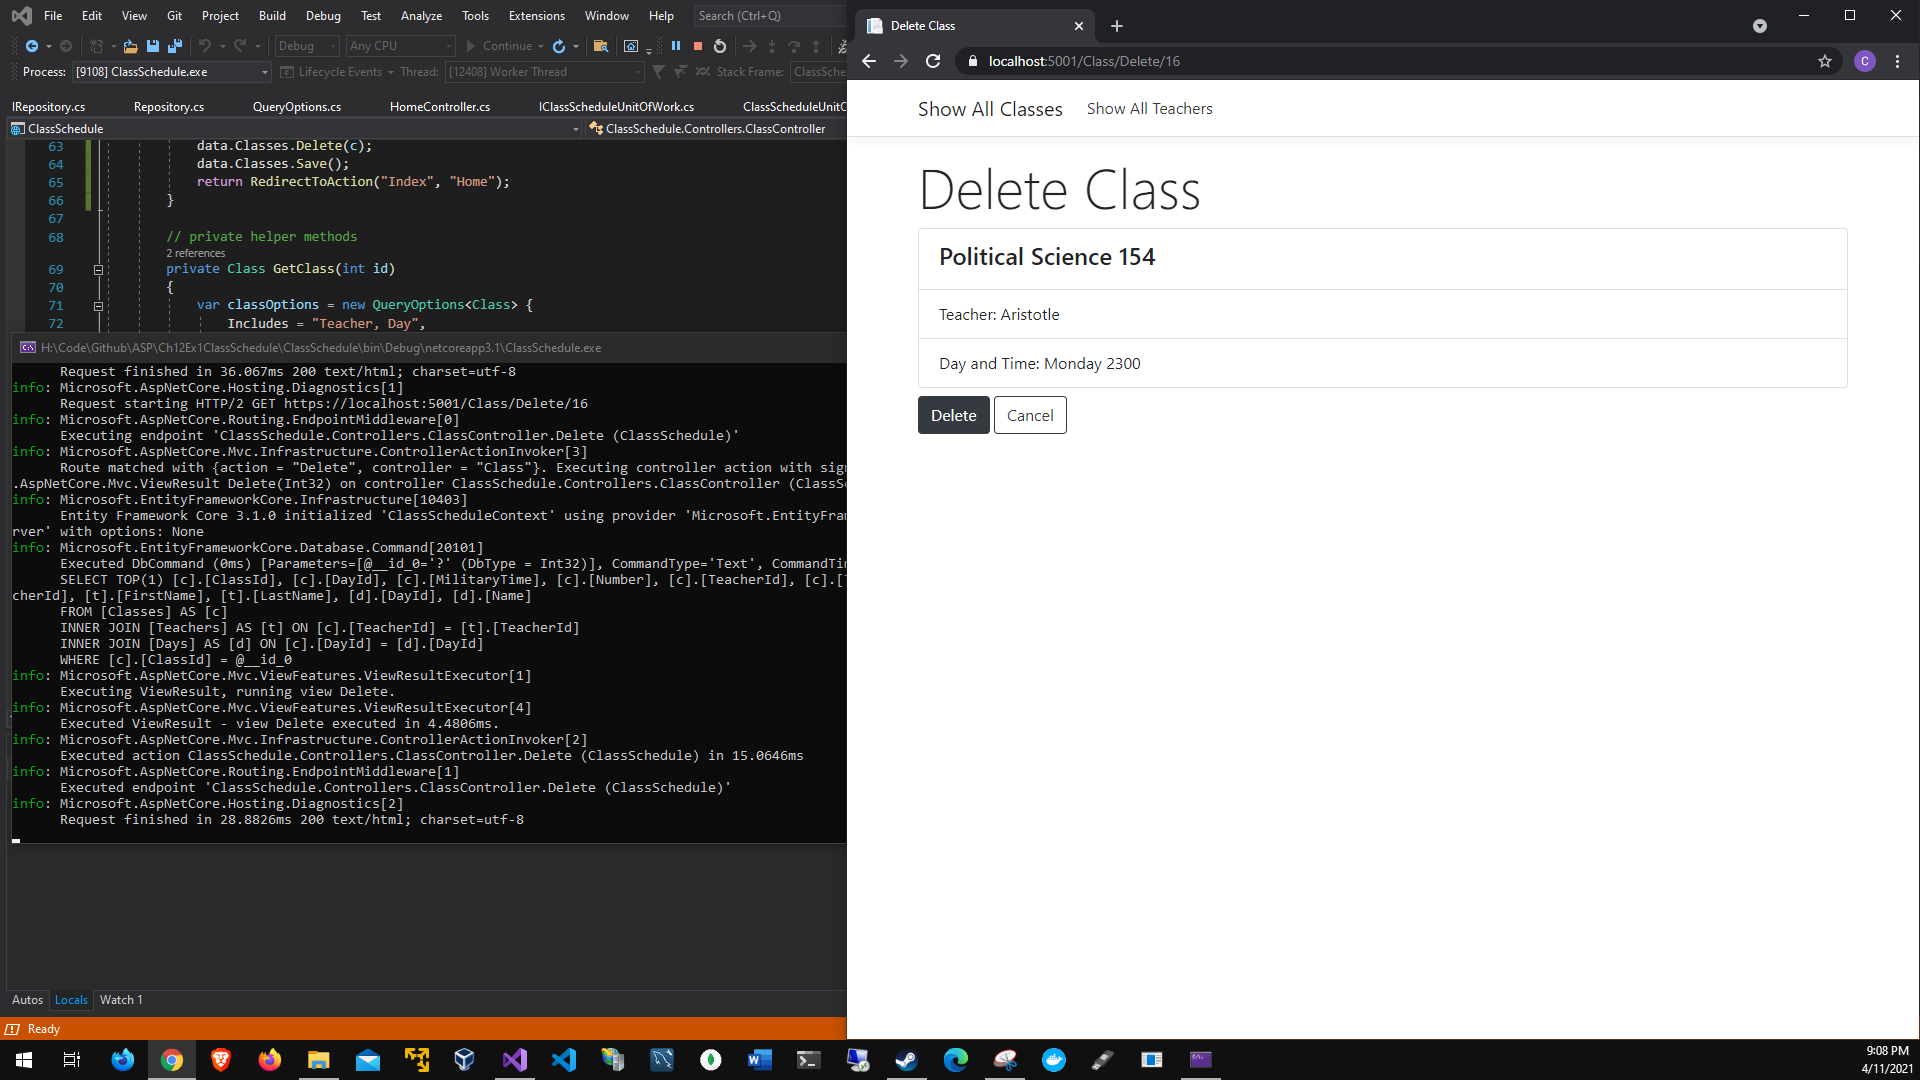 File Edit View Git Project Build Debug Test Analyze Tools Extensions Window Help Search (Ctrl+Q)
Debug Any CPU Continue
Process: [9108] ClassSchedule.exe Lifecycle Events Thread: [12408] Worker Thread Stack Frame: ClassSche
IRepository.cs Repository.cs QueryOptions.cs HomeController.cs IClassScheduleUnitOfWork.cs ClassScheduleUnitO
ClassSchedule ClassSchedule.Controllers.ClassController
63 data.Classes.Delete(c);
64 data.Classes.Save();
65 return RedirectToAction("Index", "Home");
66 }
67
68 // private helper methods
2 references
69 private Class GetClass(int id)
70 {
71 var classOptions = new QueryOptions<Class> {
72 Includes = "Teacher, Day",
H:\Code\Github\ASP\Ch12Ex1ClassSchedule\ClassSchedule\bin\Debug\netcoreapp3.1\ClassSchedule.exe
Request finished in 36.067ms 200 text/html; charset=utf-8
info: Microsoft.AspNetCore.Hosting.Diagnostics[1]
Request starting HTTP/2 GET https://localhost:5001/Class/Delete/16
info: Microsoft.AspNetCore.Routing.EndpointMiddleware[0]
Executing endpoint 'ClassSchedule.Controllers.ClassController.Delete (ClassSchedule)'
info: Microsoft.AspNetCore.Mvc.Infrastructure.ControllerActionInvoker[3]
Route matched with {action = "Delete", controller = "Class"}. Executing controller action with sig
.AspNetCore.Mvc.ViewResult Delete(Int32) on controller ClassSchedule.Controllers.ClassController (ClassS
info: Microsoft.EntityFrameworkCore.Infrastructure[10403]
Entity Framework Core 3.1.0 initialized 'ClassScheduleContext' using provider 'Microsoft.EntityFra
rver' with options: None
info: Microsoft.EntityFrameworkCore.Database.Command[20101]
Executed DbCommand (0ms) [Parameters=[@__id_0='?' (DbType = Int32)], CommandType='Text', CommandTi
SELECT TOP(1) [c].[ClassId], [c].[DayId], [c].[MilitaryTime], [c].[Number], [c].[TeacherId], [c].[
cherId], [t].[FirstName], [t].[LastName], [d].[DayId], [d].[Name]
FROM [Classes] AS [c]
INNER JOIN [Teachers] AS [t] ON [c].[TeacherId] = [t].[TeacherId]
INNER JOIN [Days] AS [d] ON [c].[DayId] = [d].[DayId]
WHERE [c].[ClassId] = @__id_0
info: Microsoft.AspNetCore.Mvc.ViewFeatures.ViewResultExecutor[1]
Executing ViewResult, running view Delete.
info: Microsoft.AspNetCore.Mvc.ViewFeatures.ViewResultExecutor[4]
Executed ViewResult - view Delete executed in 4.4806ms.
info: Microsoft.AspNetCore.Mvc.Infrastructure.ControllerActionInvoker[2]
Executed action ClassSchedule.Controllers.ClassController.Delete (ClassSchedule) in 15.0646ms
info: Microsoft.AspNetCore.Routing.EndpointMiddleware[1]
Executed endpoint 'ClassSchedule.Controllers.ClassController.Delete (ClassSchedule)'
info: Microsoft.AspNetCore.Hosting.Diagnostics[2]
Request finished in 28.8826ms 200 text/html; charset=utf-8
Autos Locals Watch 1
Ready
Delete Class
localhost:5001/Class/Delete/16
C
Show All Classes Show All Teachers
Delete Class
Political Science 154
Teacher: Aristotle
Day and Time: Monday 2300
Delete Cancel
9:08 PM
4/11/2021